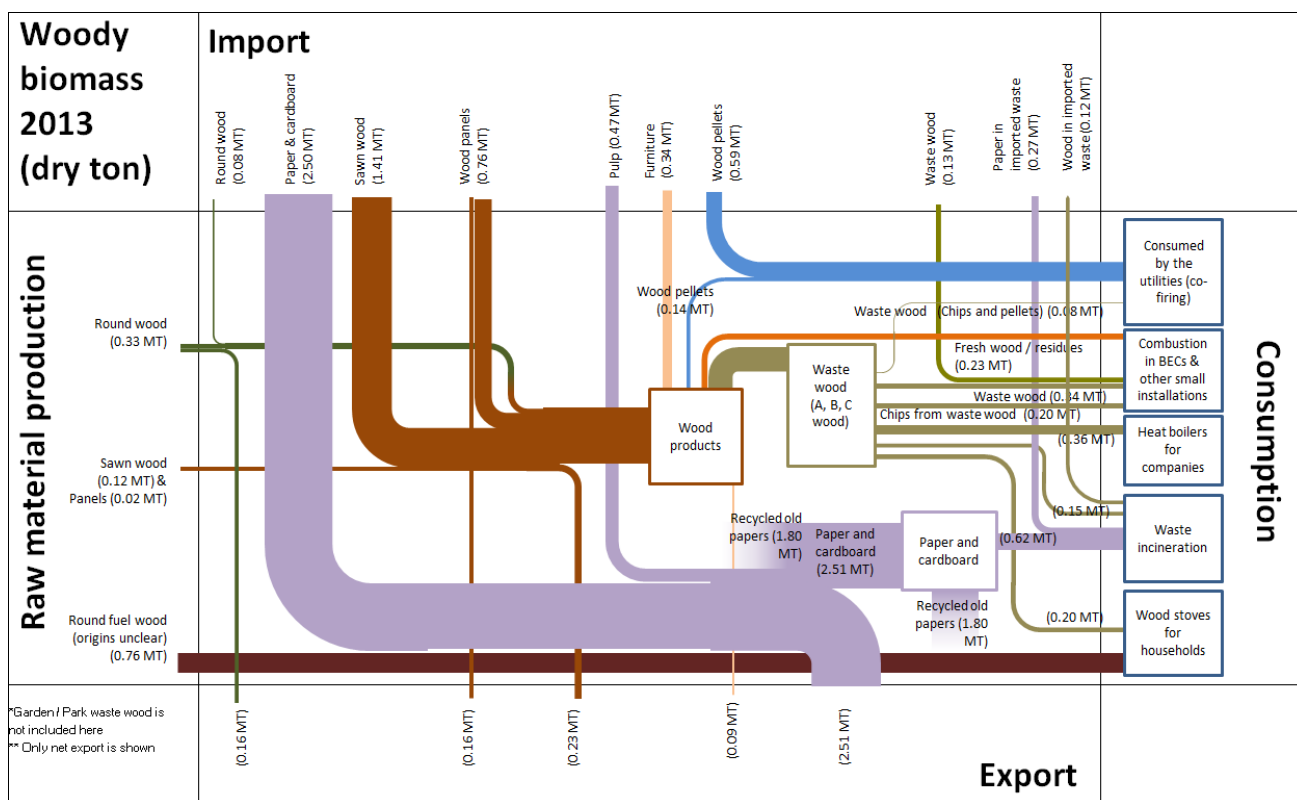 Woody
biomass
2013
(dry ton)
Import
Round wood
(0.08 MT)
Paper & cardboard
(2.50 MT)
Sawn wood
(1.41 MT)
Wood panels
(0.76 MT)
Pulp (0.47 MT)
Furniture
(0.34 MT)
Wood pellets
(0.59 MT)
Waste wood
(0.13 MT)
Paper in
imported waste
(0.27 MT)
Wood in imported
waste (0.12 MT)
Raw material production
Round wood
(0.33 MT)
Sawn wood
(0.12 MT) &
Panels (0.02 MT)
Round fuel wood
(origins unclear)
(0.76 MT)
Wood pellets
(0.14 MT)
Waste wood (Chips and pellets) (0.08 MT)
Fresh wood / residues
(0.23 MT)
Waste wood (0.34 MT)
Chips from waste wood (0.20 MT)
(0.36 MT)
(0.15 MT)
(0.62 MT)
(0.20 MT)
Wood
products
Waste
wood
(A, B, C
wood)
Recycled old
papers (1.80
MT)
Paper and
cardboard
(2.51 MT)
Paper and
cardboard
Recycled old
papers (1.80
MT)
Consumed
by the
utilities (co-
firing)
Combustion
in BECs &
other small
installations
Heat boilers for
companies
Waste
incineration
Wood stoves for
households
Consumption
*Garden / Park waste wood is
not included here
** Only net export is shown
(0.16 MT)
(0.16 MT)
(0.23 MT)
(0.09 MT)
(2.51 MT)
Export